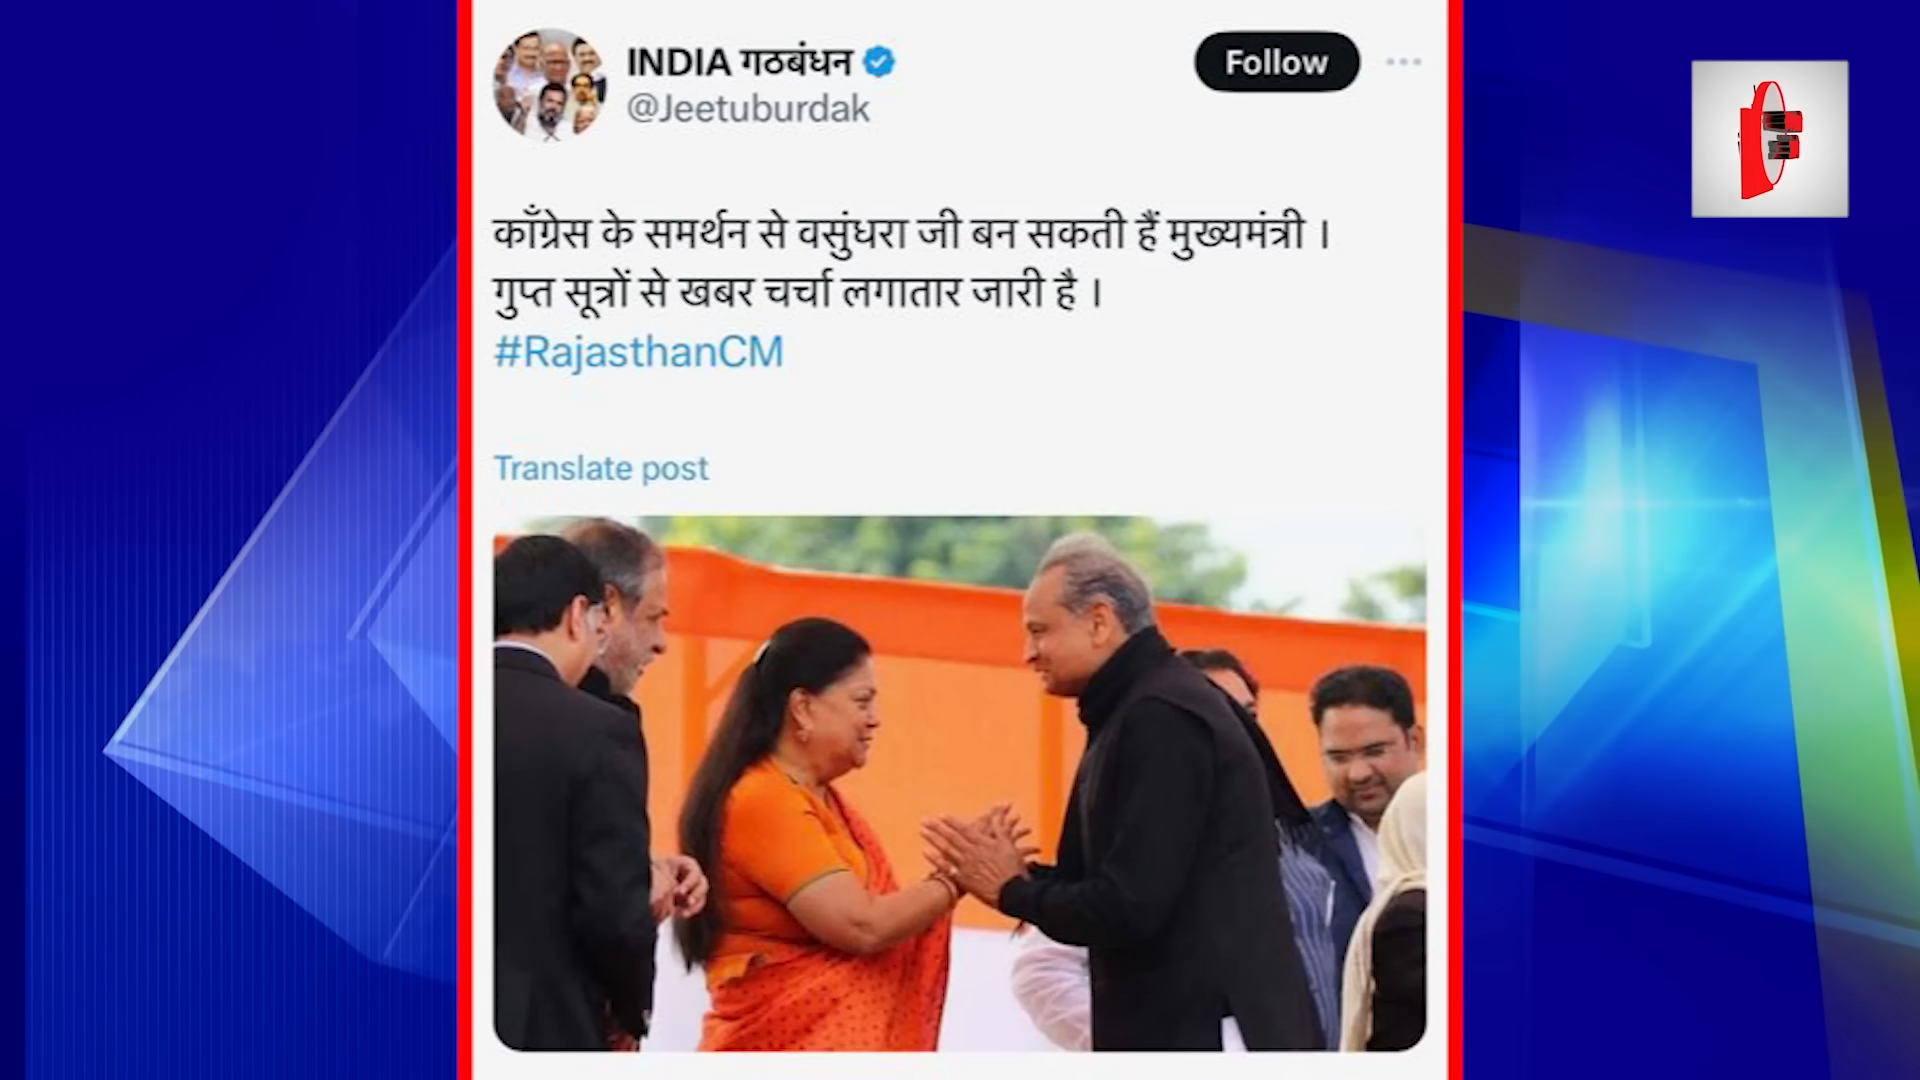 INDIA गठबंधन
@Jeetuburdak
Follow
काँग्रेस के समर्थन से वसुंधरा जी बन सकती हैं मुख्यमंत्री ।
गुप्त सूत्रों से खबर चर्चा लगातार जारी है ।
#RajasthanCM
Translate post